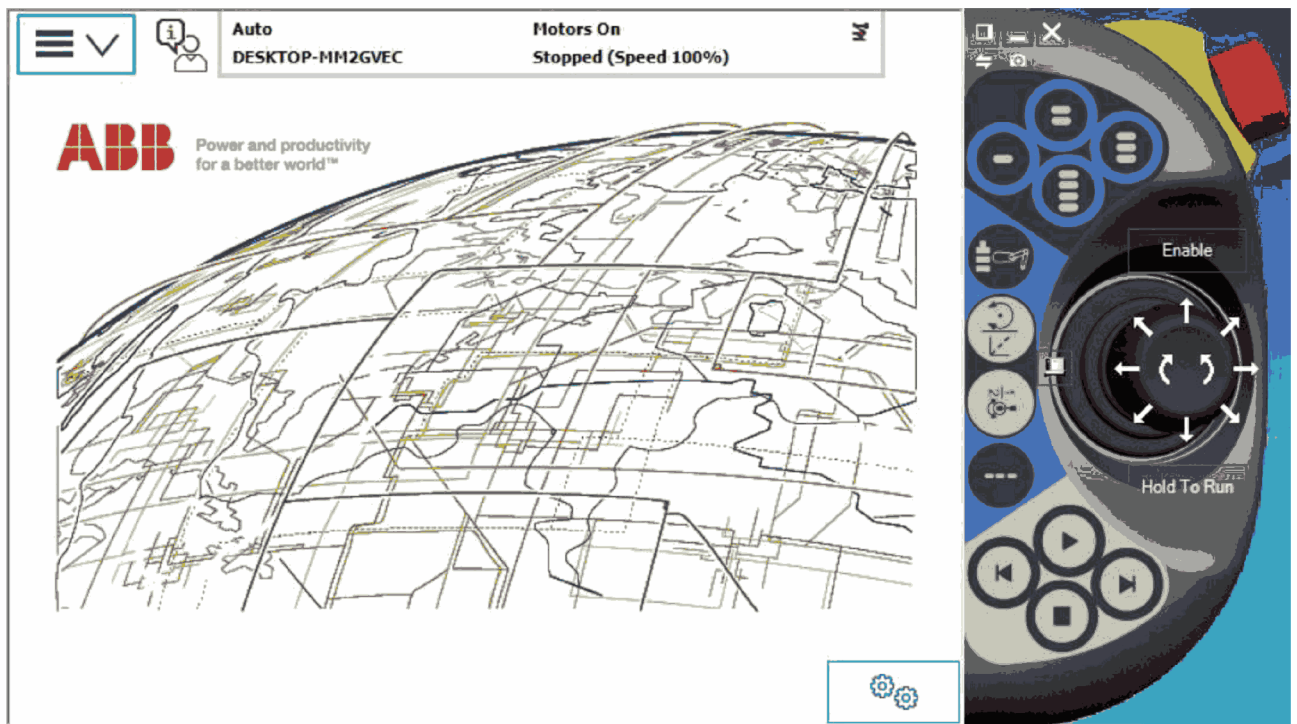 Auto
DESKTOP-MM2GVEC
Motors On
Stopped (Speed 100%)
ABB
Power and productivity
for a better world™
Enable
Hold To Run